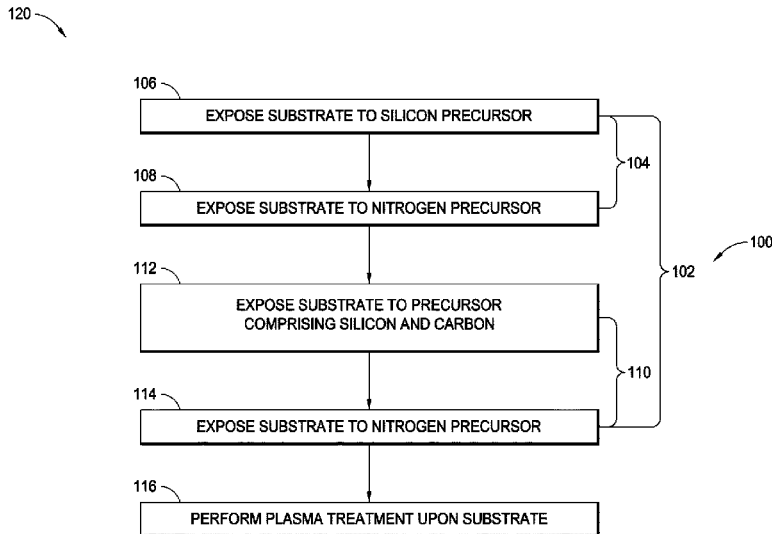 120
106
EXPOSE SUBSTRATE TO SILICON PRECURSOR
104
108
EXPOSE SUBSTRATE TO NITROGEN PRECURSOR
100
102
112
EXPOSE SUBSTRATE TO PRECURSOR
COMPRISING SILICON AND CARBON
110
114
EXPOSE SUBSTRATE TO NITROGEN PRECURSOR
116
PERFORM PLASMA TREATMENT UPON SUBSTRATE